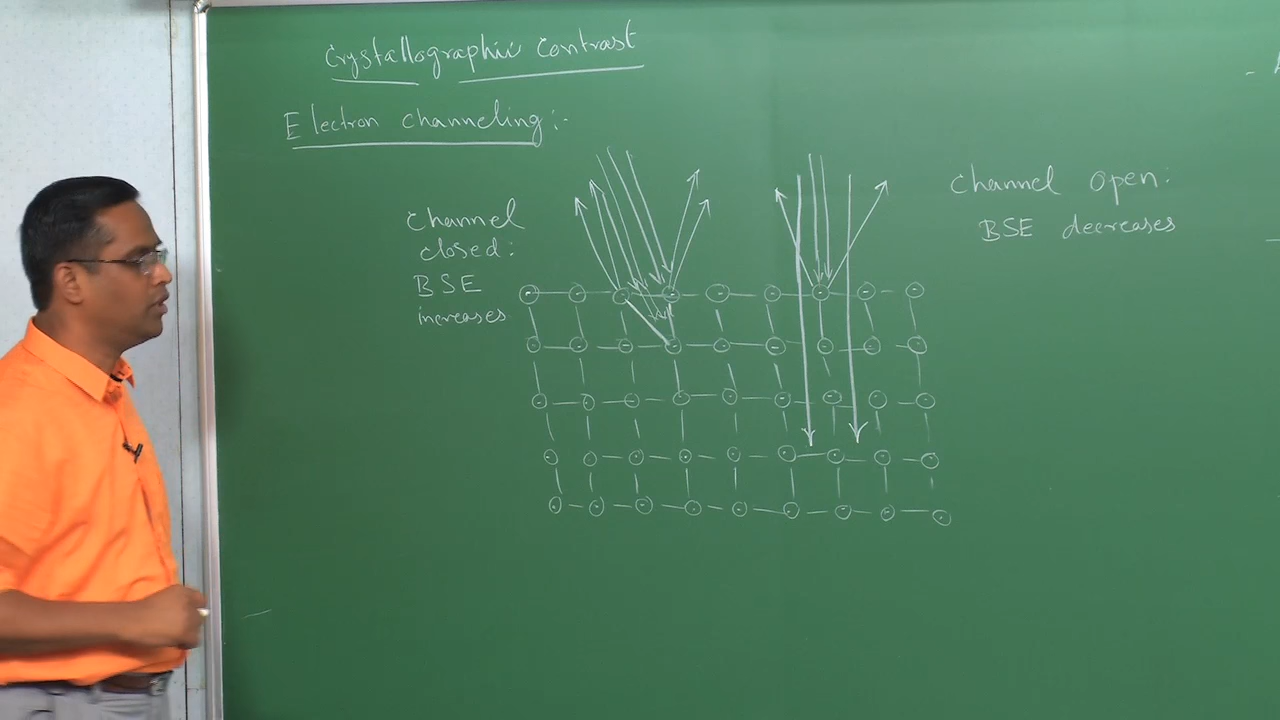 Crystallographic contrast
Electron channeling:-
Channel
closed:
BSE
increases
Channel open:
BSE decreases